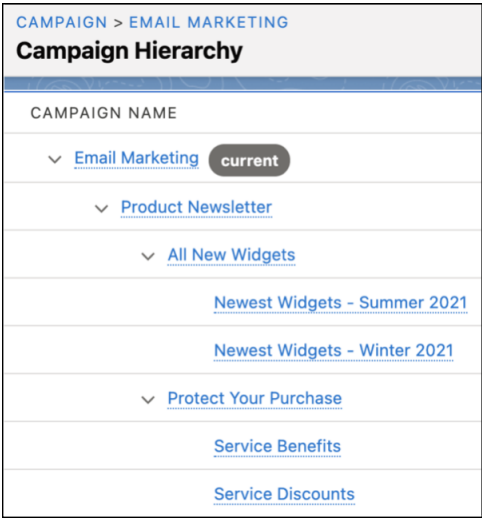 CAMPAIGN > EMAIL MARKETING
Campaign Hierarchy
CAMPAIGN NAME
Email Marketing current
Product Newsletter
All New Widgets
Newest Widgets - Summer 2021
Newest Widgets - Winter 2021
Protect Your Purchase
Service Benefits
Service Discounts